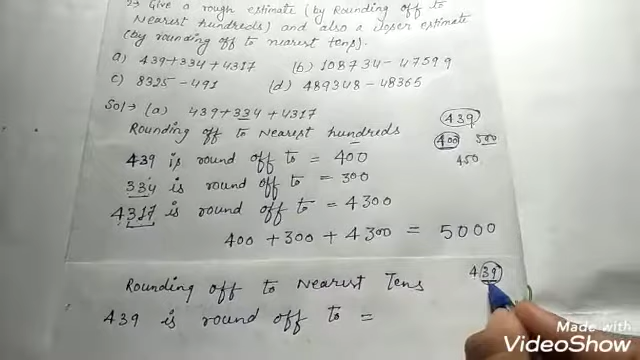 2→ Give a rough estimate (by Rounding off to
Nearest hundreds) and also a closer estimate
(by rounding off to nearest tens).
a) 439+334+4317 (b) 108734-47599
c) 8325-491 (d) 489348-48365
Sol→ (a) 439+334+4317
Rounding off to Nearest hundreds
439
400 500
450
439 is round off to = 400
334 is round off to = 300
4317 is round off to = 4300
400 + 300 + 4300 = 5000
Rounding off to Nearest Tens
439
439 is round off to =
Made with
VideoShow